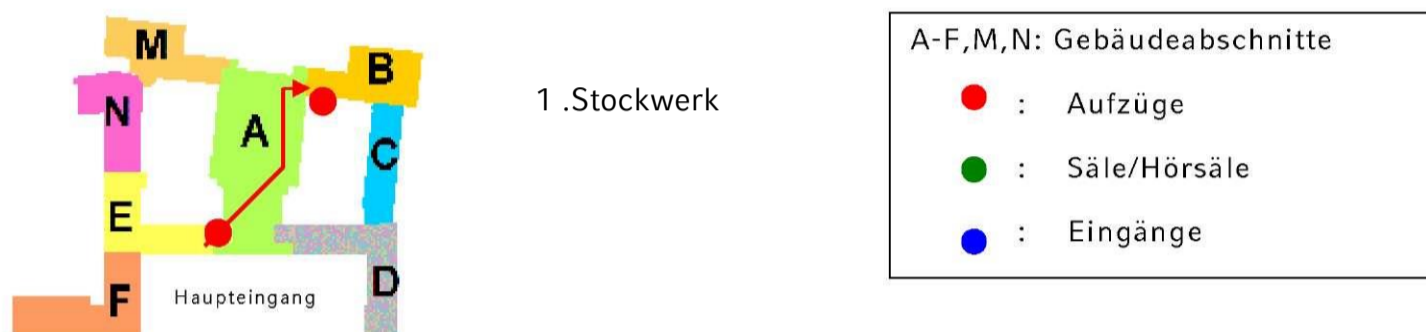 M
B
N
A
C
E
F
D
Haupteingang
1 .Stockwerk
A-F,M,N: Gebäudeabschnitte
: Aufzüge
: Säle/Hörsäle
: Eingänge